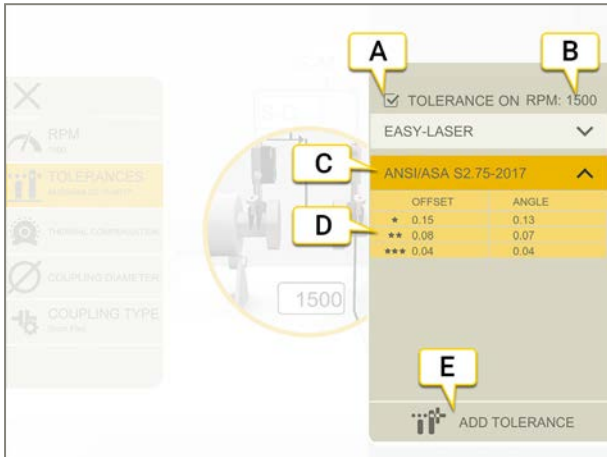 A
B
TOLERANCE ON RPM: 1500
EASY-LASER
C
ANSI/ASA S2.75-2017
OFFSET ANGLE
D
★ 0.15 0.13
★★ 0.08 0.07
★★★ 0.04 0.04
E
ADD TOLERANCE
RPM
1500
TOLERANCES
THERMAL COMPENSATION
COUPLING DIAMETER
COUPLING TYPE
1500